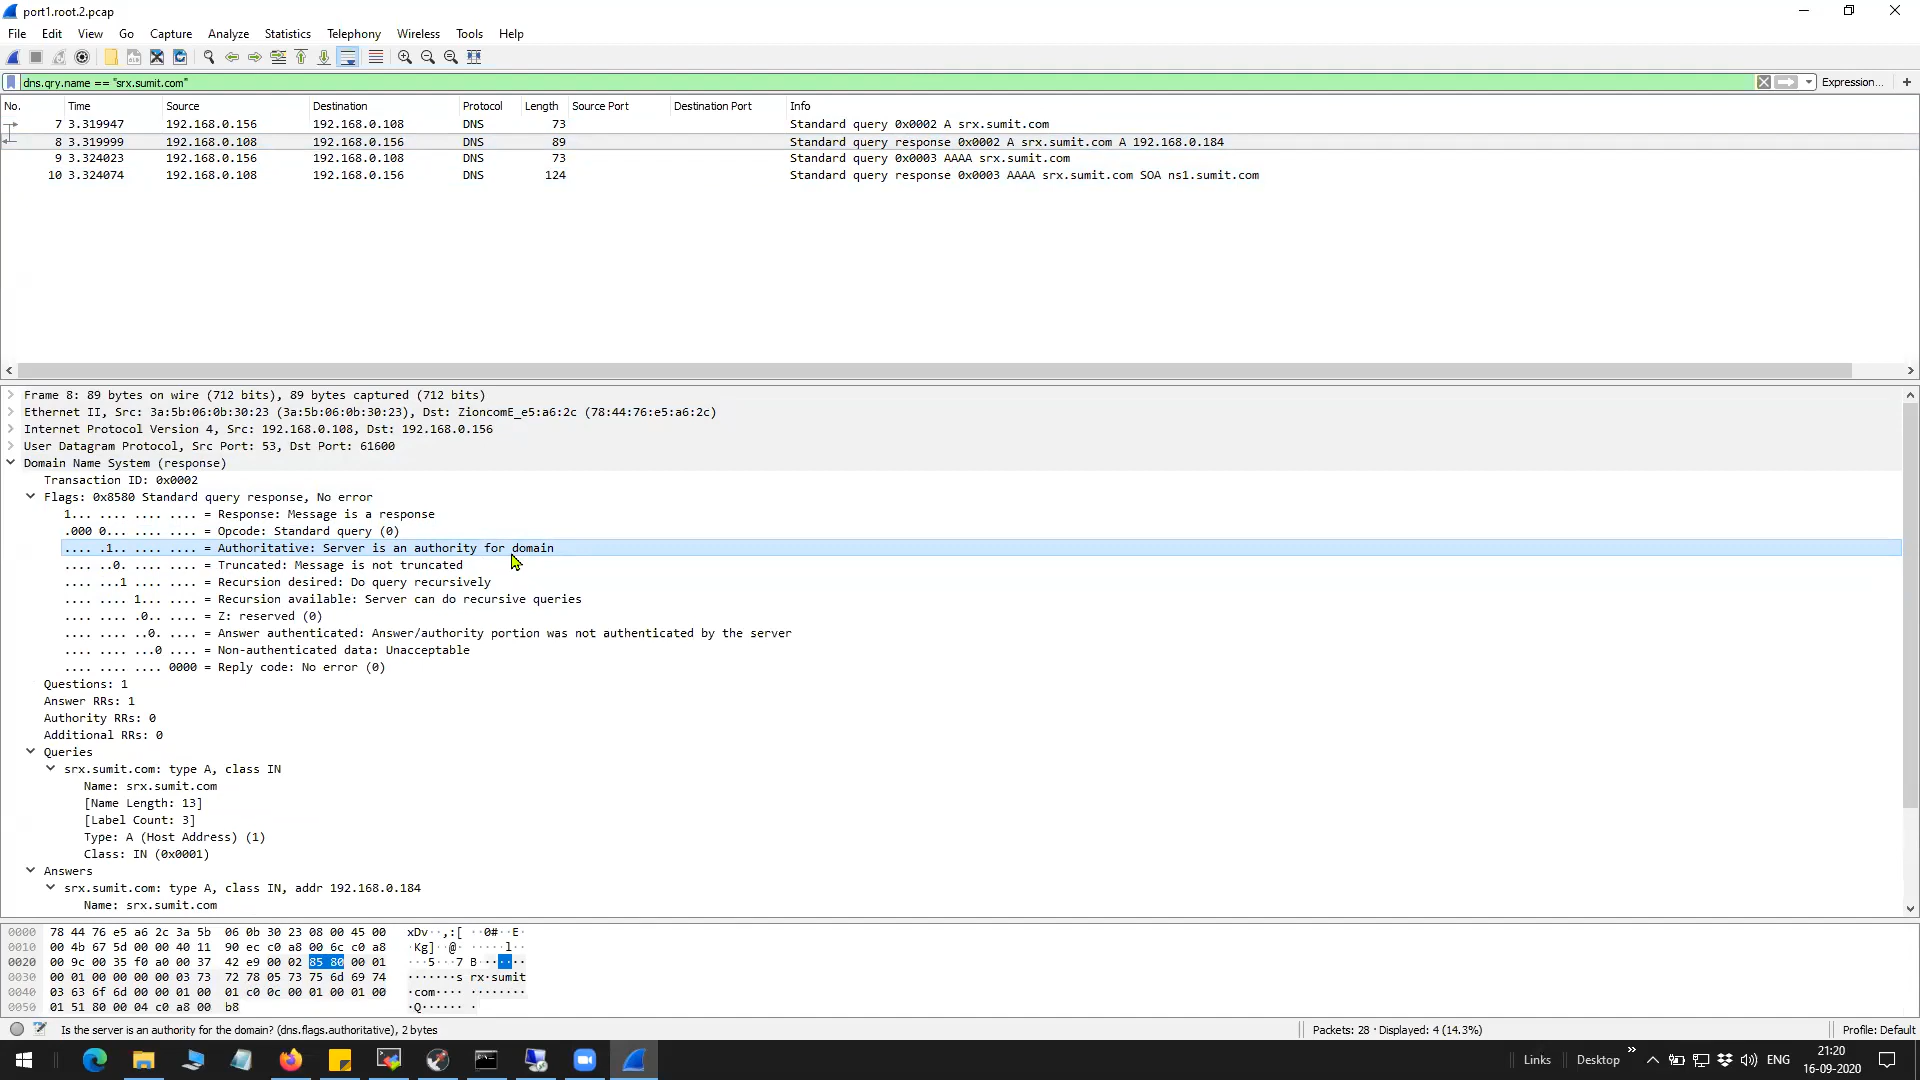 port1.root.2.pcap
File Edit View Go Capture Analyze Statistics Telephony Wireless Tools Help
dns.qry.name == "srx.sumit.com"
Expression... +
No. Time Source Destination Protocol Length Source Port Destination Port Info
7 3.319947 192.168.0.156 192.168.0.108 DNS 73 Standard query 0x0002 A srx.sumit.com
8 3.319999 192.168.0.108 192.168.0.156 DNS 89 Standard query response 0x0002 A srx.sumit.com A 192.168.0.184
9 3.324023 192.168.0.156 192.168.0.108 DNS 73 Standard query 0x0003 AAAA srx.sumit.com
10 3.324074 192.168.0.108 192.168.0.156 DNS 124 Standard query response 0x0003 AAAA srx.sumit.com SOA ns1.sumit.com
Frame 8: 89 bytes on wire (712 bits), 89 bytes captured (712 bits)
Ethernet II, Src: 3a:5b:06:0b:30:23 (3a:5b:06:0b:30:23), Dst: ZioncomE_e5:a6:2c (78:44:76:e5:a6:2c)
Internet Protocol Version 4, Src: 192.168.0.108, Dst: 192.168.0.156
User Datagram Protocol, Src Port: 53, Dst Port: 61600
Domain Name System (response)
Transaction ID: 0x0002
Flags: 0x8580 Standard query response, No error
1... .... .... .... = Response: Message is a response
.000 0... .... .... = Opcode: Standard query (0)
.... .1.. .... .... = Authoritative: Server is an authority for domain
.... ..0. .... .... = Truncated: Message is not truncated
.... ...1 .... .... = Recursion desired: Do query recursively
.... .... 1... .... = Recursion available: Server can do recursive queries
.... .... .0.. .... = Z: reserved (0)
.... .... ..0. .... = Answer authenticated: Answer/authority portion was not authenticated by the server
.... .... ...0 .... = Non-authenticated data: Unacceptable
.... .... .... 0000 = Reply code: No error (0)
Questions: 1
Answer RRs: 1
Authority RRs: 0
Additional RRs: 0
Queries
srx.sumit.com: type A, class IN
Name: srx.sumit.com
[Name Length: 13]
[Label Count: 3]
Type: A (Host Address) (1)
Class: IN (0x0001)
Answers
srx.sumit.com: type A, class IN, addr 192.168.0.184
Name: srx.sumit.com
0000 78 44 76 e5 a6 2c 3a 5b 06 0b 30 23 08 00 45 00 xDv··,:[ ··0#··E·
0010 00 4b 67 5d 00 00 40 11 90 ec c0 a8 00 6c c0 a8 ·Kg]··@· ·····l··
0020 00 9c 00 35 f0 a0 00 37 42 e9 00 02 85 80 00 01 ···5···7 B·······
0030 00 01 00 00 00 00 03 73 72 78 05 73 75 6d 69 74 ·······s rx·sumit
0040 03 63 6f 6d 00 00 01 00 01 c0 0c 00 01 00 01 00 ·com···· ········
0050 01 51 80 00 04 c0 a8 00 b8 ·Q······ ·
Is the server is an authority for the domain? (dns.flags.authoritative), 2 bytes
Packets: 28 · Displayed: 4 (14.3%)
Profile: Default
Links
Desktop
ENG
21:20
16-09-2020